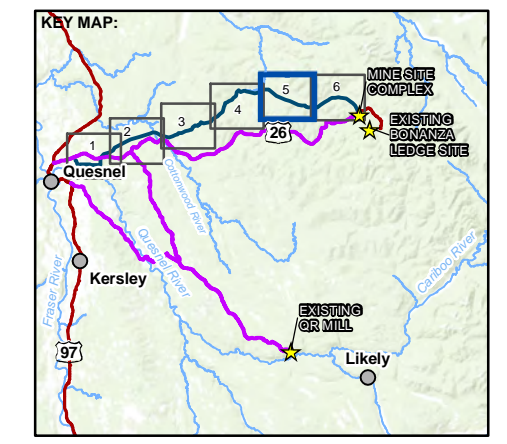 KEY MAP:
MINE SITE
COMPLEX
6
5
4
3
2
1
26
EXISTING
BONANZA
LEDGE SITE
Quesnel
Cottonwood River
Quesnel River
Cariboo River
Fraser River
Kersley
EXISTING
QR MILL
97
Likely